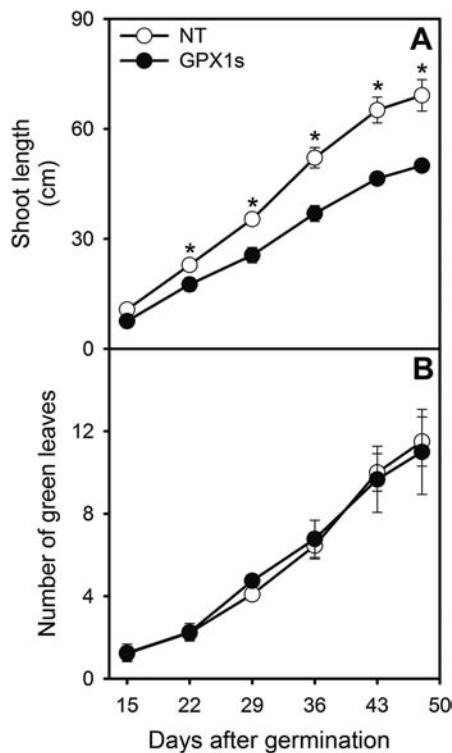 90
A
NT
GPX1s
*
*
*
*
*
60
30
0
Shoot length
(cm)
B
12
8
4
0
Number of green leaves
15 22 29 36 43 50
Days after germination